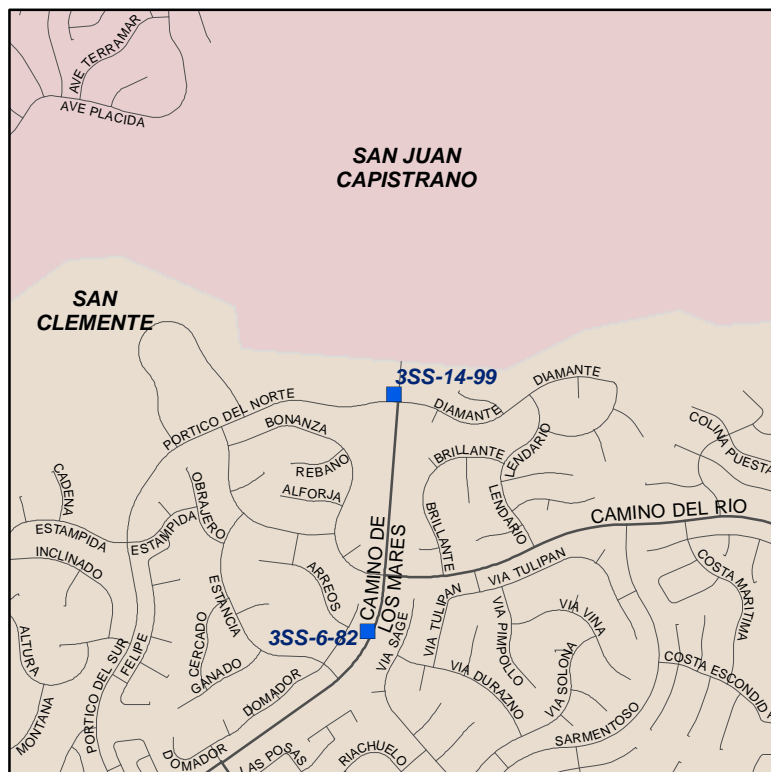 AVE TERRAMAR
AVE PLACIDA
SAN JUAN
CAPISTRANO
SAN
CLEMENTE
3SS-14-99
DIAMANTE
DIAMANTE
PORTICO DEL NORTE
BONANZA
REBANO
ALFORJA
BRILLANTE
LENDARIO
COLINA PUESTA
CADENA
OBRAJERO
BRILLANTE
LENDARIO
CAMINO DEL RIO
ESTAMPIDA
ESTAMPIDA
INCLINADO
CAMINO DE
LOS MARES
ARREOS
ESTANCIA
VIA TULIPAN
VIA TULIPAN
COSTA MARITIMA
VIA PIMPOLLO
VIA VINA
3SS-6-82
VIA SAGE
CERCADO
GANADO
ALTURA
MONTANA
PORTICO DEL SUR
FELIPE
DOMADOR
DOMADOR
VIA DURAZNO
VIA SOLONA
COSTA ESCONDID
SARMENTOSO
LAS POSAS
RIACHUELO